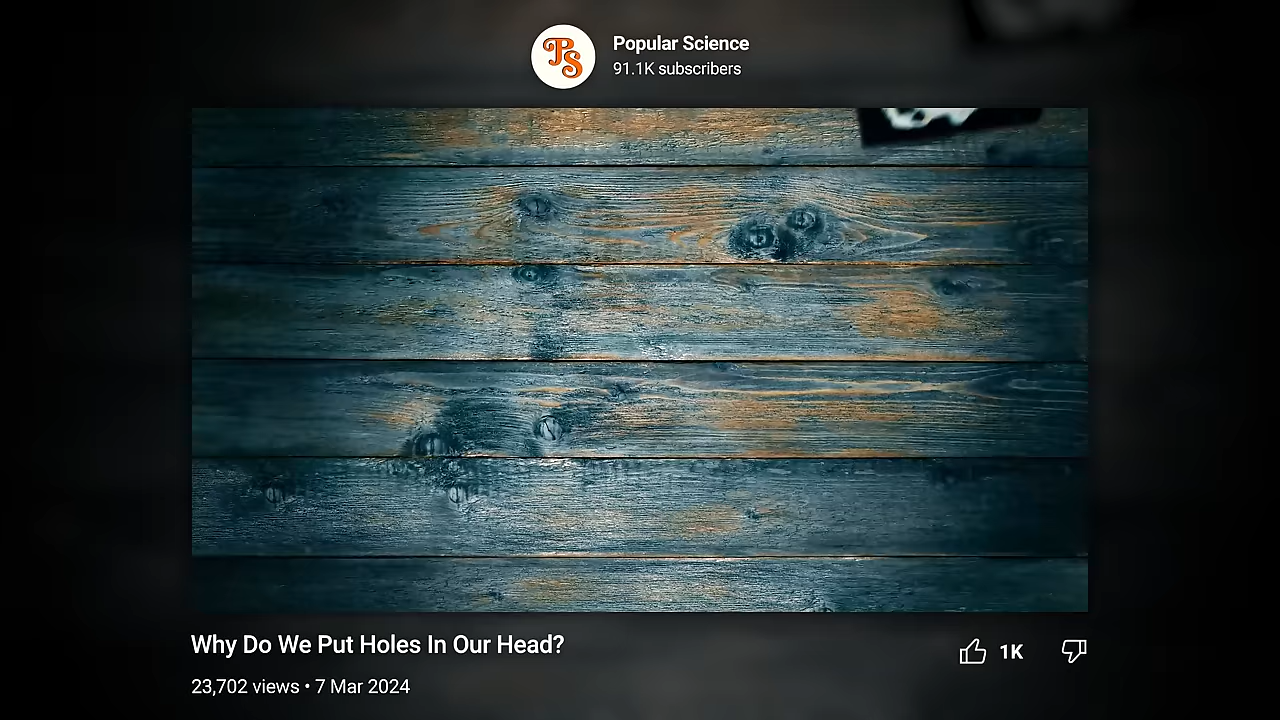 PS
Popular Science
91.1K subscribers
Why Do We Put Holes In Our Head?
1K
23,702 views • 7 Mar 2024